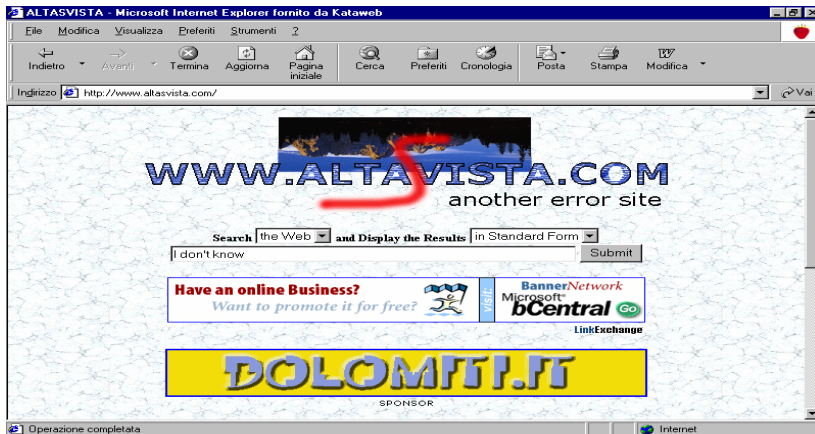 ALTASVISTA - Microsoft Internet Explorer fornito da Kataweb
File Modifica Visualizza Preferiti Strumenti ?
Indietro Avanti Termina Aggiorna Pagina iniziale Cerca Preferiti Cronologia Posta Stampa Modifica
Indirizzo http://www.altasvista.com/ Vai
WWW.ALTASVISTA.COM
another error site
Search the Web and Display the Results in Standard Form
I don't know Submit
Have an online Business? BannerNetwork
Want to promote it for free? visit: Microsoft bCentral Go
LinkExchange
DOLOMITI.IT
SPONSOR
Operazione completata Internet